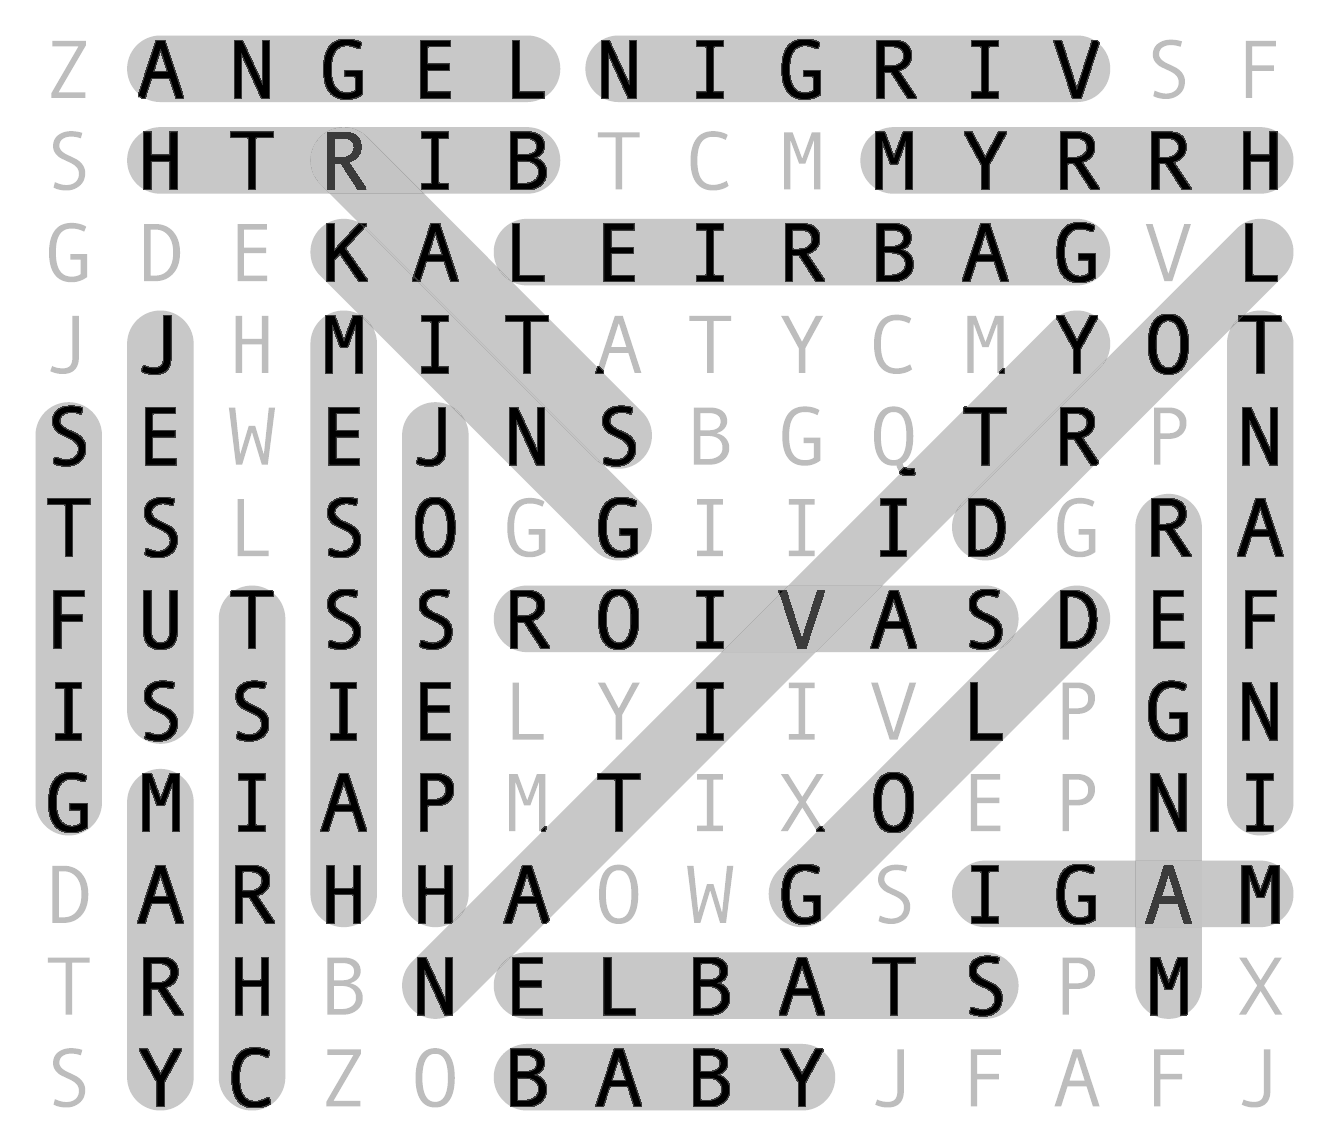 Z A N G E L N I G R I V S F
S H T R I B T C M M Y R R H
G D E K A L E I R B A G V L
J J H M I T A T Y C M Y O T
S E W E J N S B G Q T R P N
T S L S O G G I I I D G R A
F U T S S R O I V A S D E F
I S S I E L Y I I V L P G N
G M I A P M T I X O E P N I
D A R H H A O W G S I G A M
T R H B N E L B A T S P M X
S Y C Z O B A B Y J F A F J